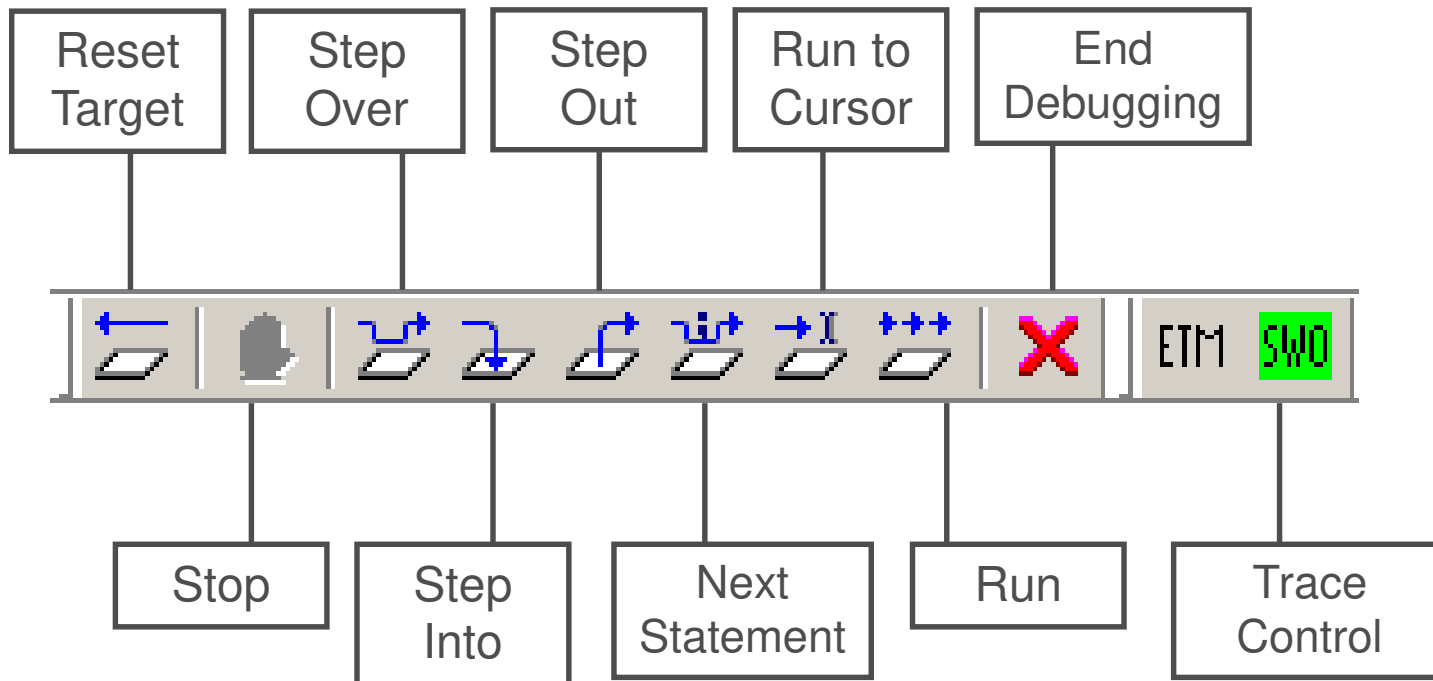 Reset
Target
Step
Over
Step
Out
Run to
Cursor
End
Debugging
ETM SWO
Stop
Step
Into
Next
Statement
Run
Trace
Control